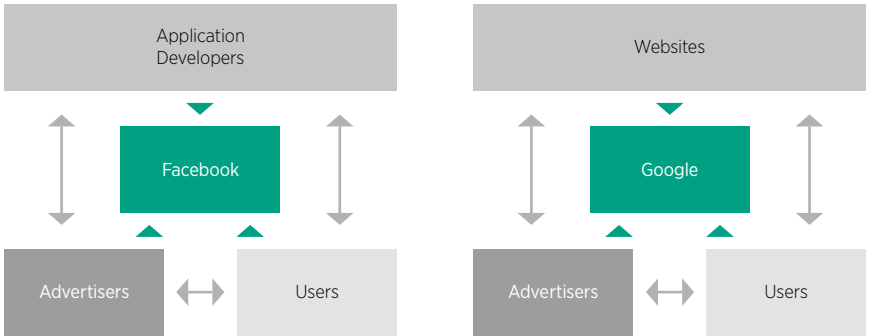 Application
Developers
Facebook
Advertisers
Users
Websites
Google
Advertisers
Users